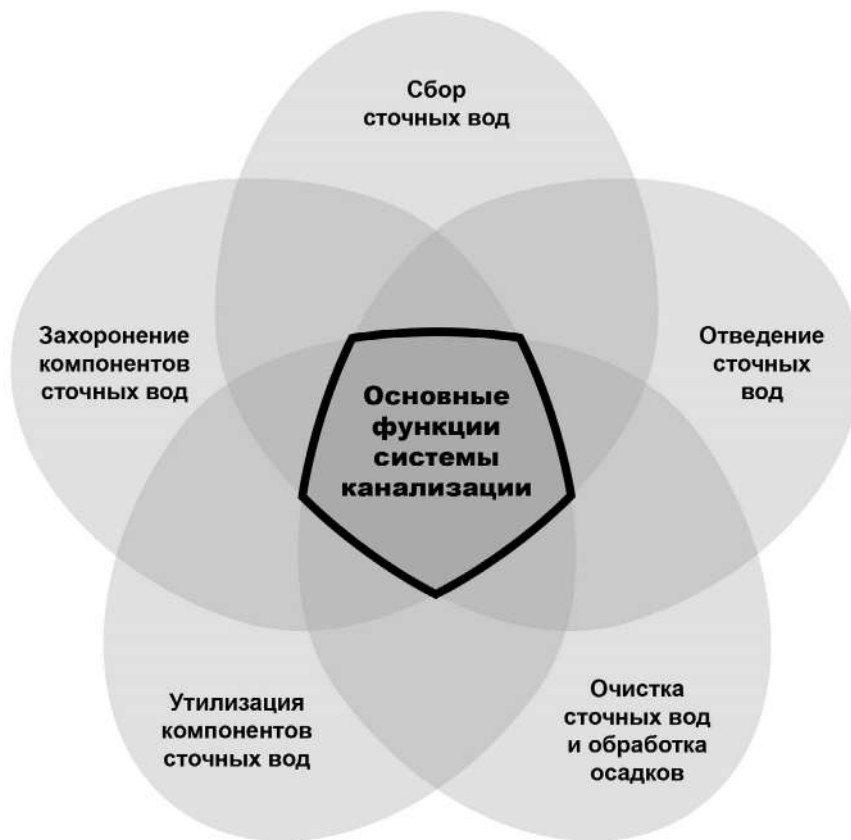 Сбор
сточных вод
Захоронение
компонентов
сточных вод
Отведение
сточных
вод
Основные
функции
системы
канализации
Утилизация
компонентов
сточных вод
Очистка
сточных вод
и обработка
осадков